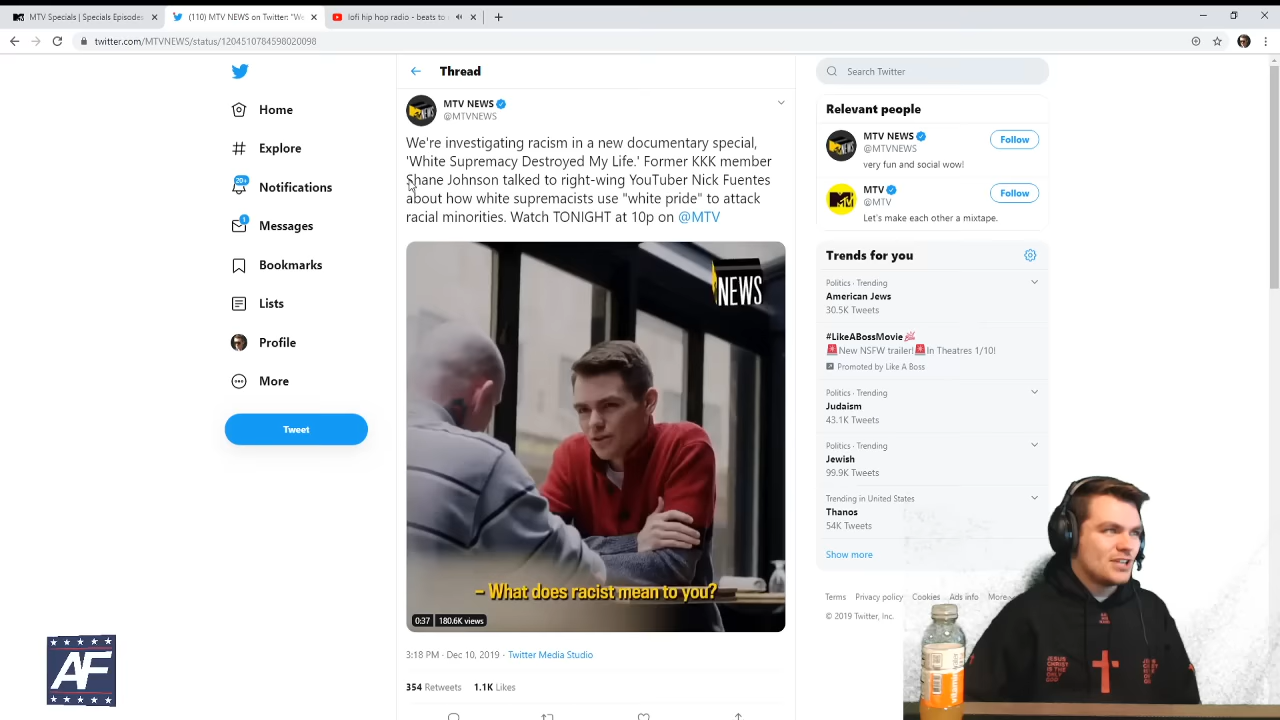 MTV Specials | Specials Episodes
(110) MTV NEWS on Twitter: "We
lofi hip hop radio - beats to
twitter.com/MTVNEWS/status/1204510784598020098
Home
Explore
20+
Notifications
1
Messages
Bookmarks
Lists
Profile
More
Tweet
Thread
MTV NEWS
@MTVNEWS
We're investigating racism in a new documentary special,
'White Supremacy Destroyed My Life.' Former KKK member
Shane Johnson talked to right-wing YouTuber Nick Fuentes
about how white supremacists use "white pride" to attack
racial minorities. Watch TONIGHT at 10p on @MTV
NEWS
- What does racist mean to you?
0:37
180.6K views
3:18 PM · Dec 10, 2019 · Twitter Media Studio
354 Retweets 1.1K Likes
Search Twitter
Relevant people
MTV NEWS
@MTVNEWS
Follow
very fun and social wow!
MTV
@MTV
Follow
Let's make each other a mixtape.
Trends for you
Politics · Trending
American Jews
30.5K Tweets
#LikeABossMovie
New NSFW trailer! In Theatres 1/10!
Promoted by Like A Boss
Politics · Trending
Judaism
43.1K Tweets
Politics · Trending
Jewish
99.9K Tweets
Trending in United States
Thanos
54K Tweets
Show more
Terms Privacy policy Cookies Ads info More
© 2019 Twitter, Inc.
AF
JESUS
CHRIST
IS THE
ONLY
GOD